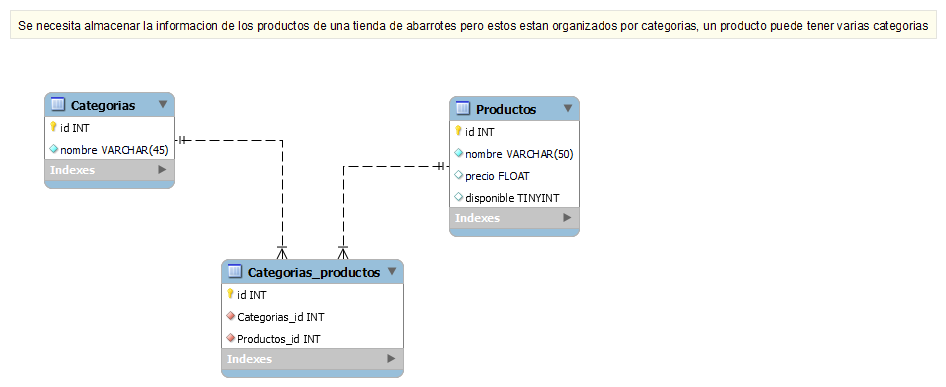 Se necesita almacenar la informacion de los productos de una tienda de abarrotes pero estos estan organizados por categorias, un producto puede tener varias categorias
Categorias
id INT
nombre VARCHAR(45)
Indexes
Productos
id INT
nombre VARCHAR(50)
precio FLOAT
disponible TINYINT
Indexes
Categorias_productos
id INT
Categorias_id INT
Productos_id INT
Indexes